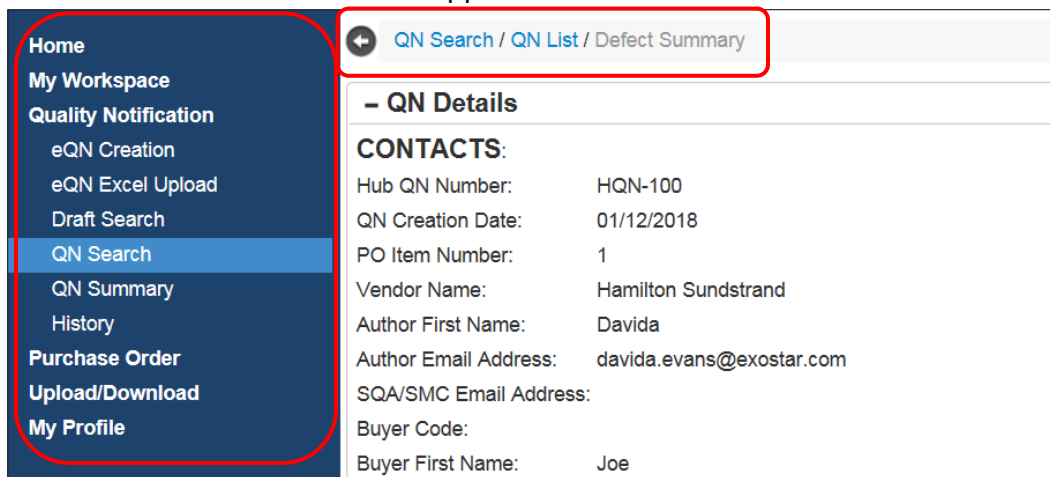 Home
My Workspace
Quality Notification
eQN Creation
eQN Excel Upload
Draft Search
QN Search
QN Summary
History
Purchase Order
Upload/Download
My Profile
QN Search / QN List / Defect Summary
– QN Details
CONTACTS:
Hub QN Number: HQN-100
QN Creation Date: 01/12/2018
PO Item Number: 1
Vendor Name: Hamilton Sundstrand
Author First Name: Davida
Author Email Address: davida.evans@exostar.com
SQA/SMC Email Address:
Buyer Code:
Buyer First Name: Joe